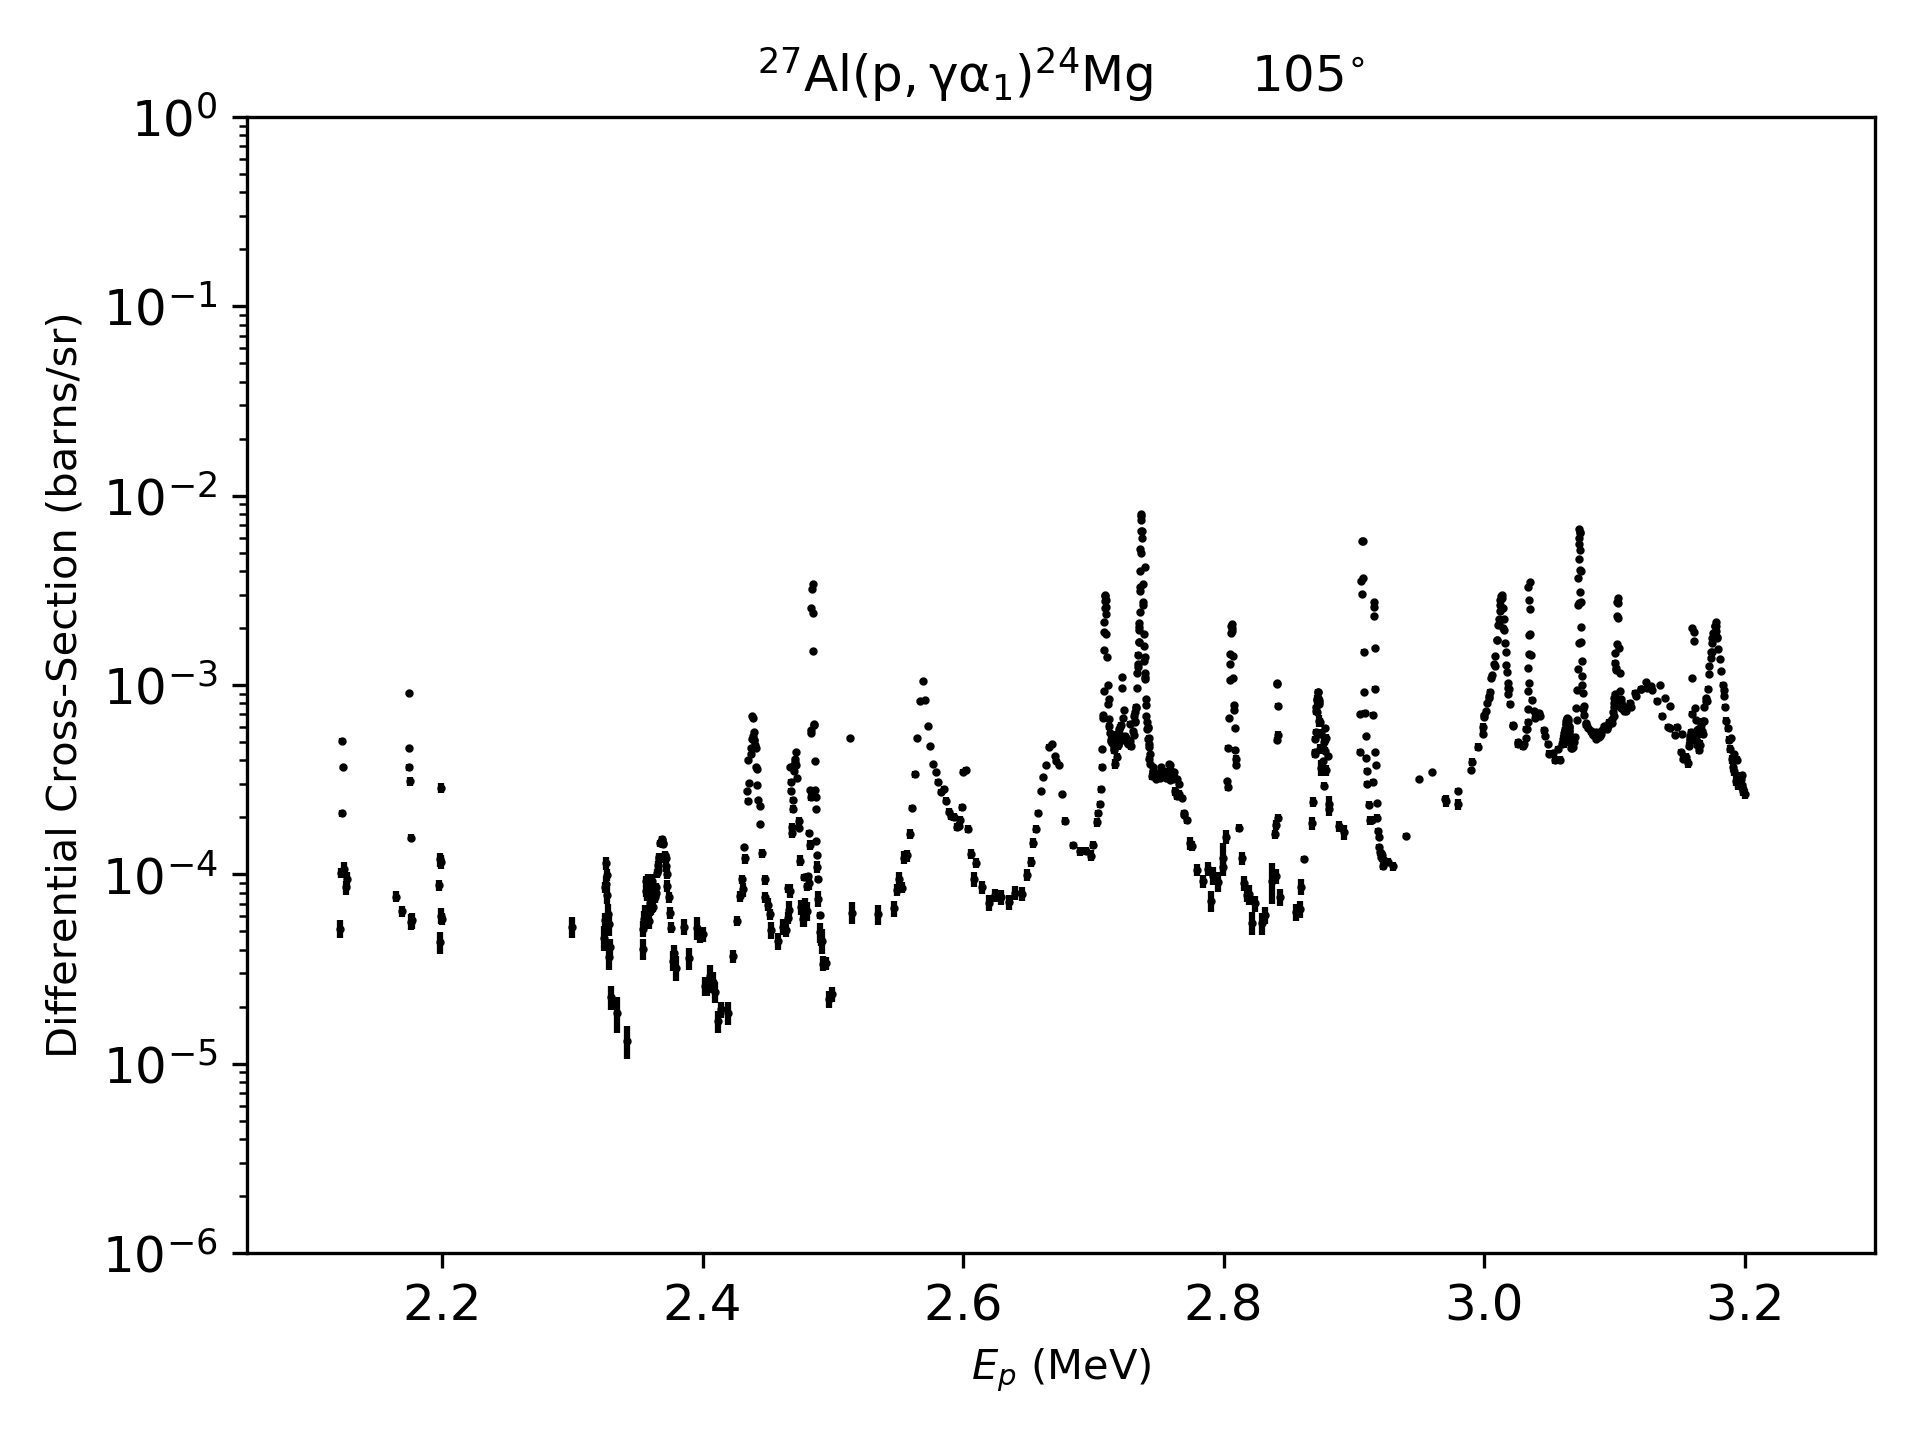 ²⁷Al(p, γα₁)²⁴Mg 105°
10⁰
10⁻¹
10⁻²
10⁻³
10⁻⁴
10⁻⁵
10⁻⁶
Differential Cross-Section (barns/sr)
2.2 2.4 2.6 2.8 3.0 3.2
Eₚ (MeV)